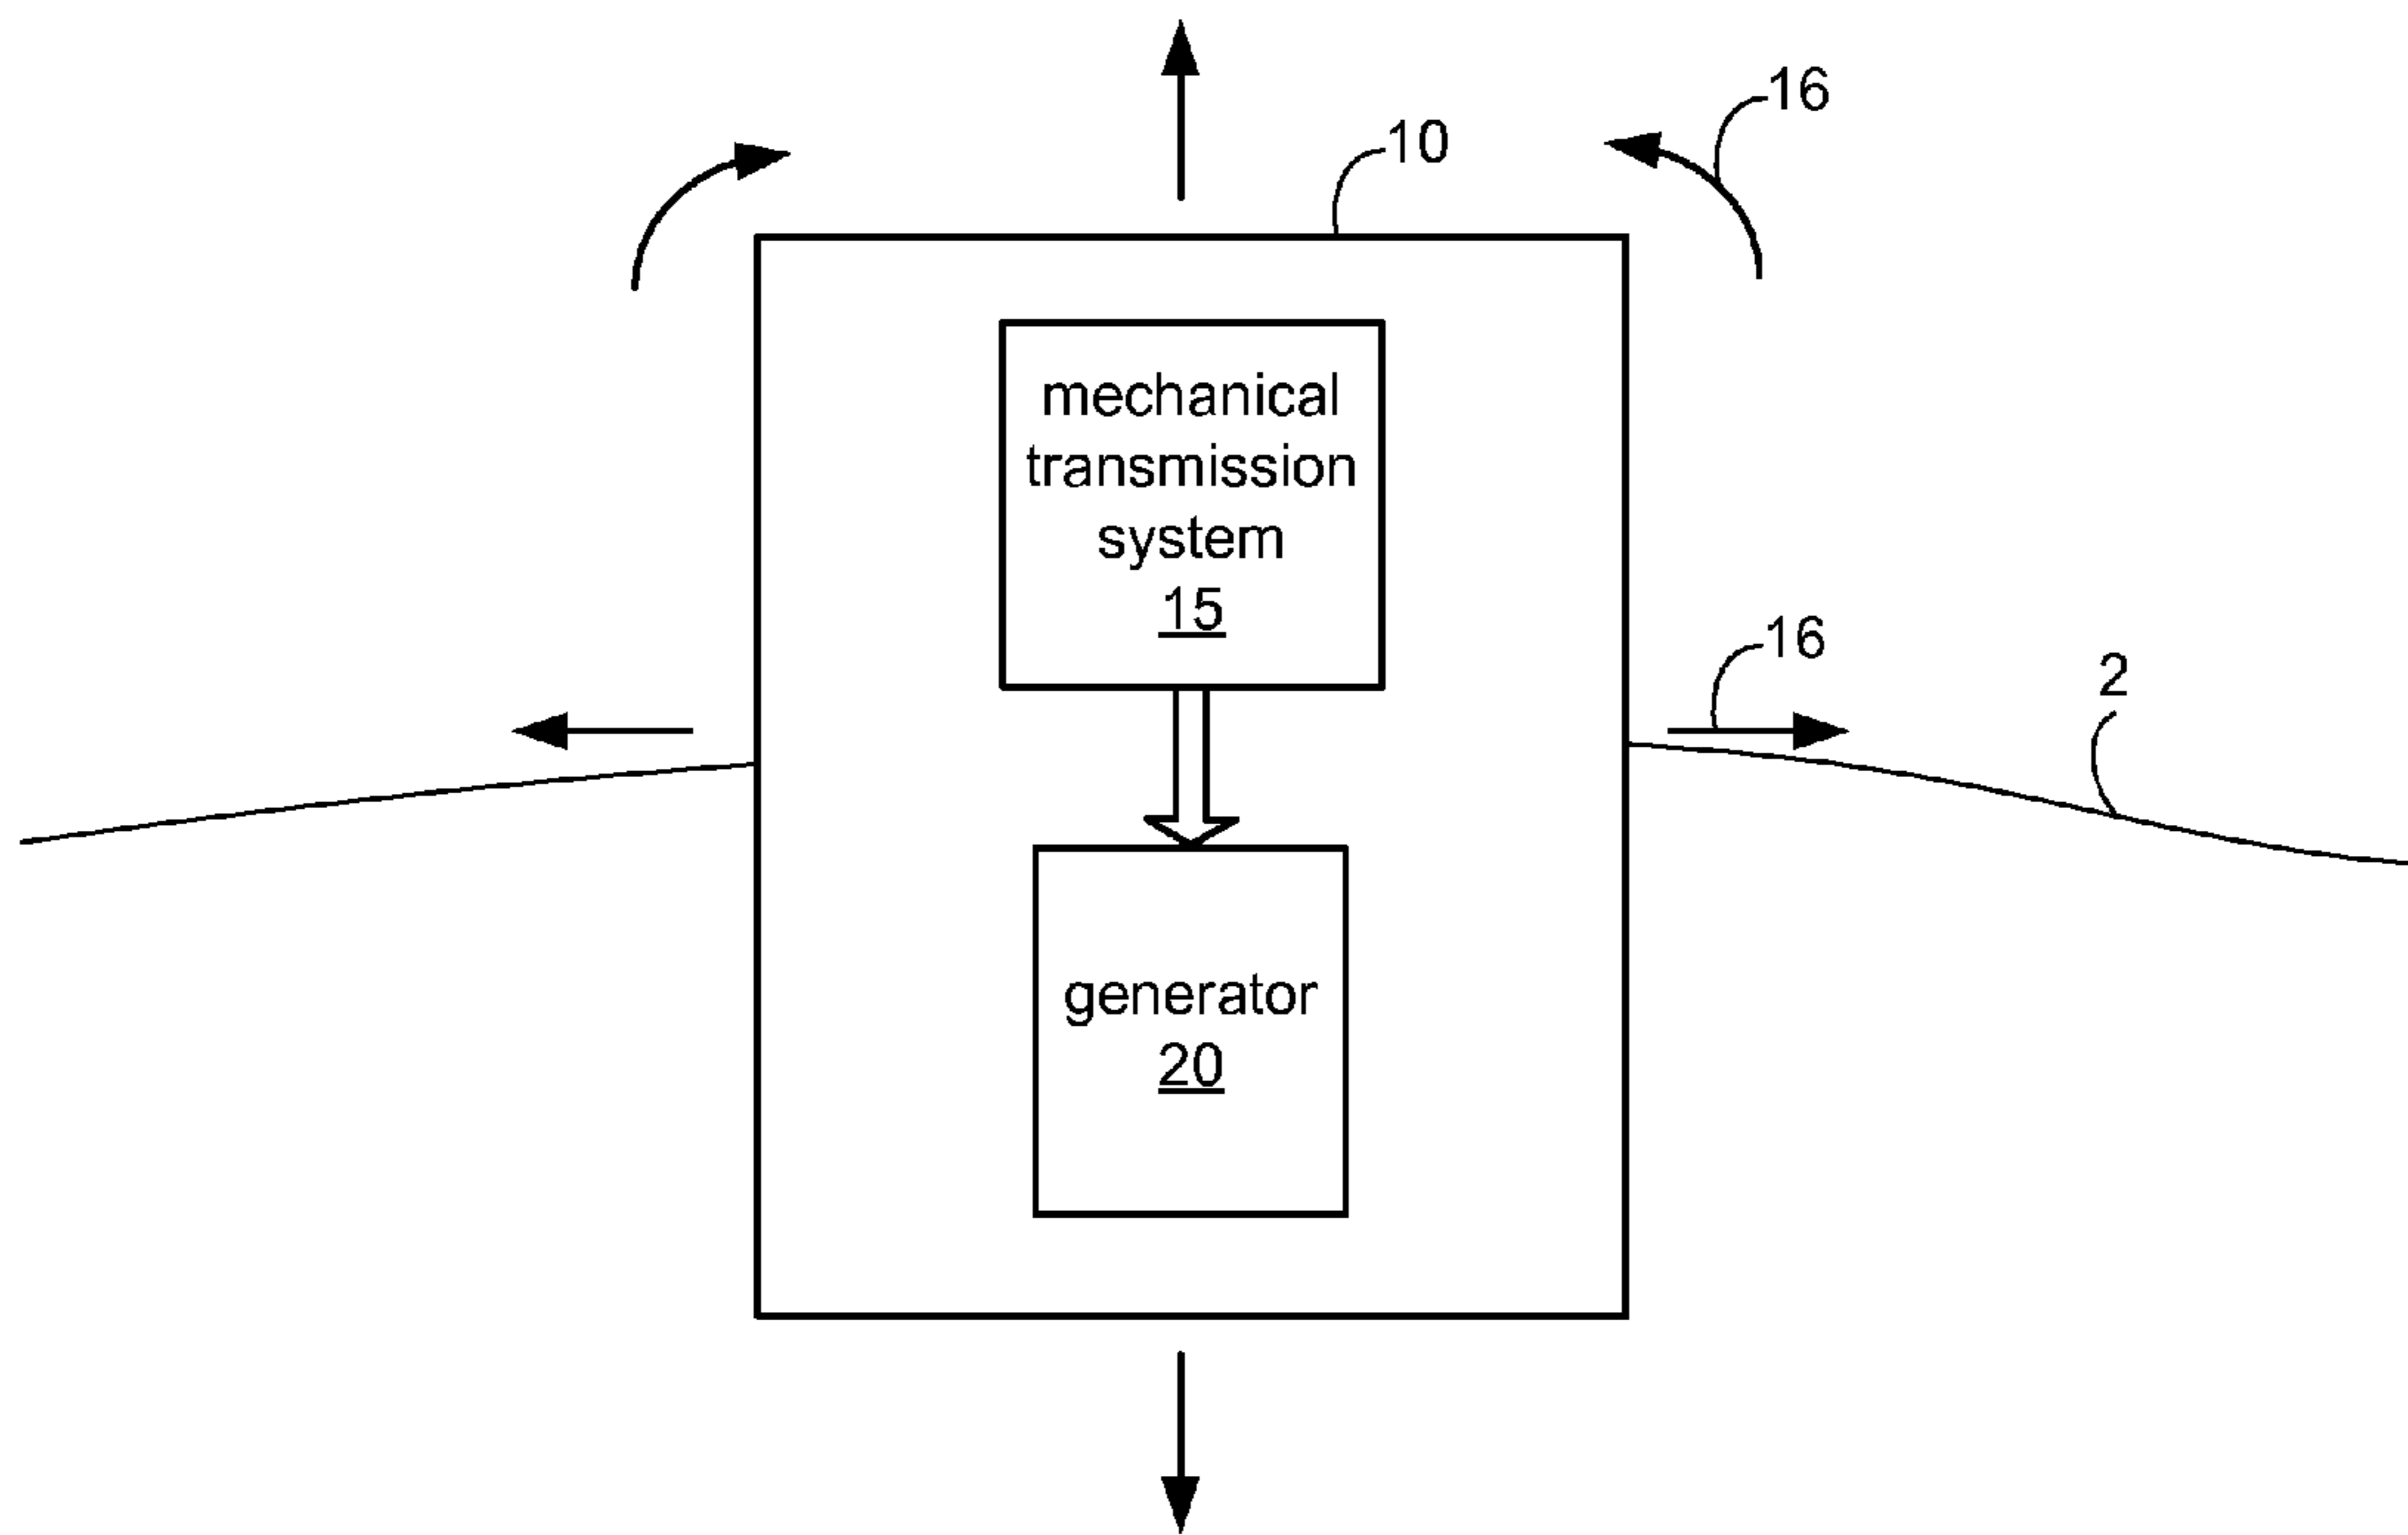 16
10
mechanical
transmission
system
15
16
2
generator
20